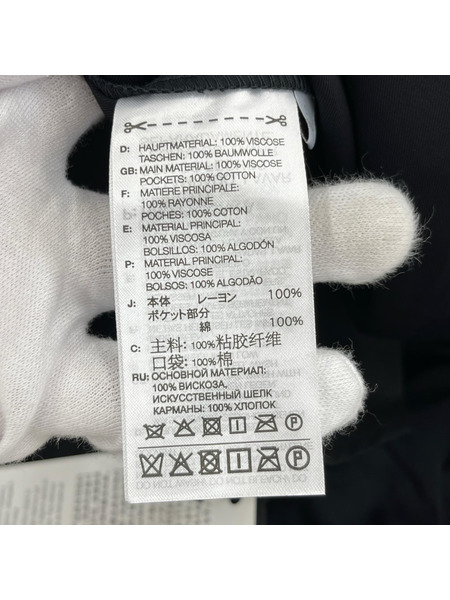 D: HAUPTMATERIAL: 100% VISCOSE
TASCHEN: 100% BAUMWOLLE
GB: MAIN MATERIAL: 100% VISCOSE
POCKETS: 100% COTTON
F: MATIERE PRINCIPALE:
100% RAYONNE
POCHES: 100% COTON
E: MATERIAL PRINCIPAL:
100% VISCOSA
BOLSILLOS: 100% ALGODÓN
P: MATERIAL PRINCIPAL:
100% VISCOSE
BOLSOS: 100% ALGODÃO
J: 本体 レーヨン 100%
ポケット部分
綿 100%
C: 主料: 100%粘胶纤维
口袋: 100%棉
RU: ОСНОВНОЙ МАТЕРИАЛ:
100% ВИСКОЗА,
ИСКУССТВЕННЫЙ ШЕЛК
КАРМАНЫ: 100% ХЛОПОК
P
P